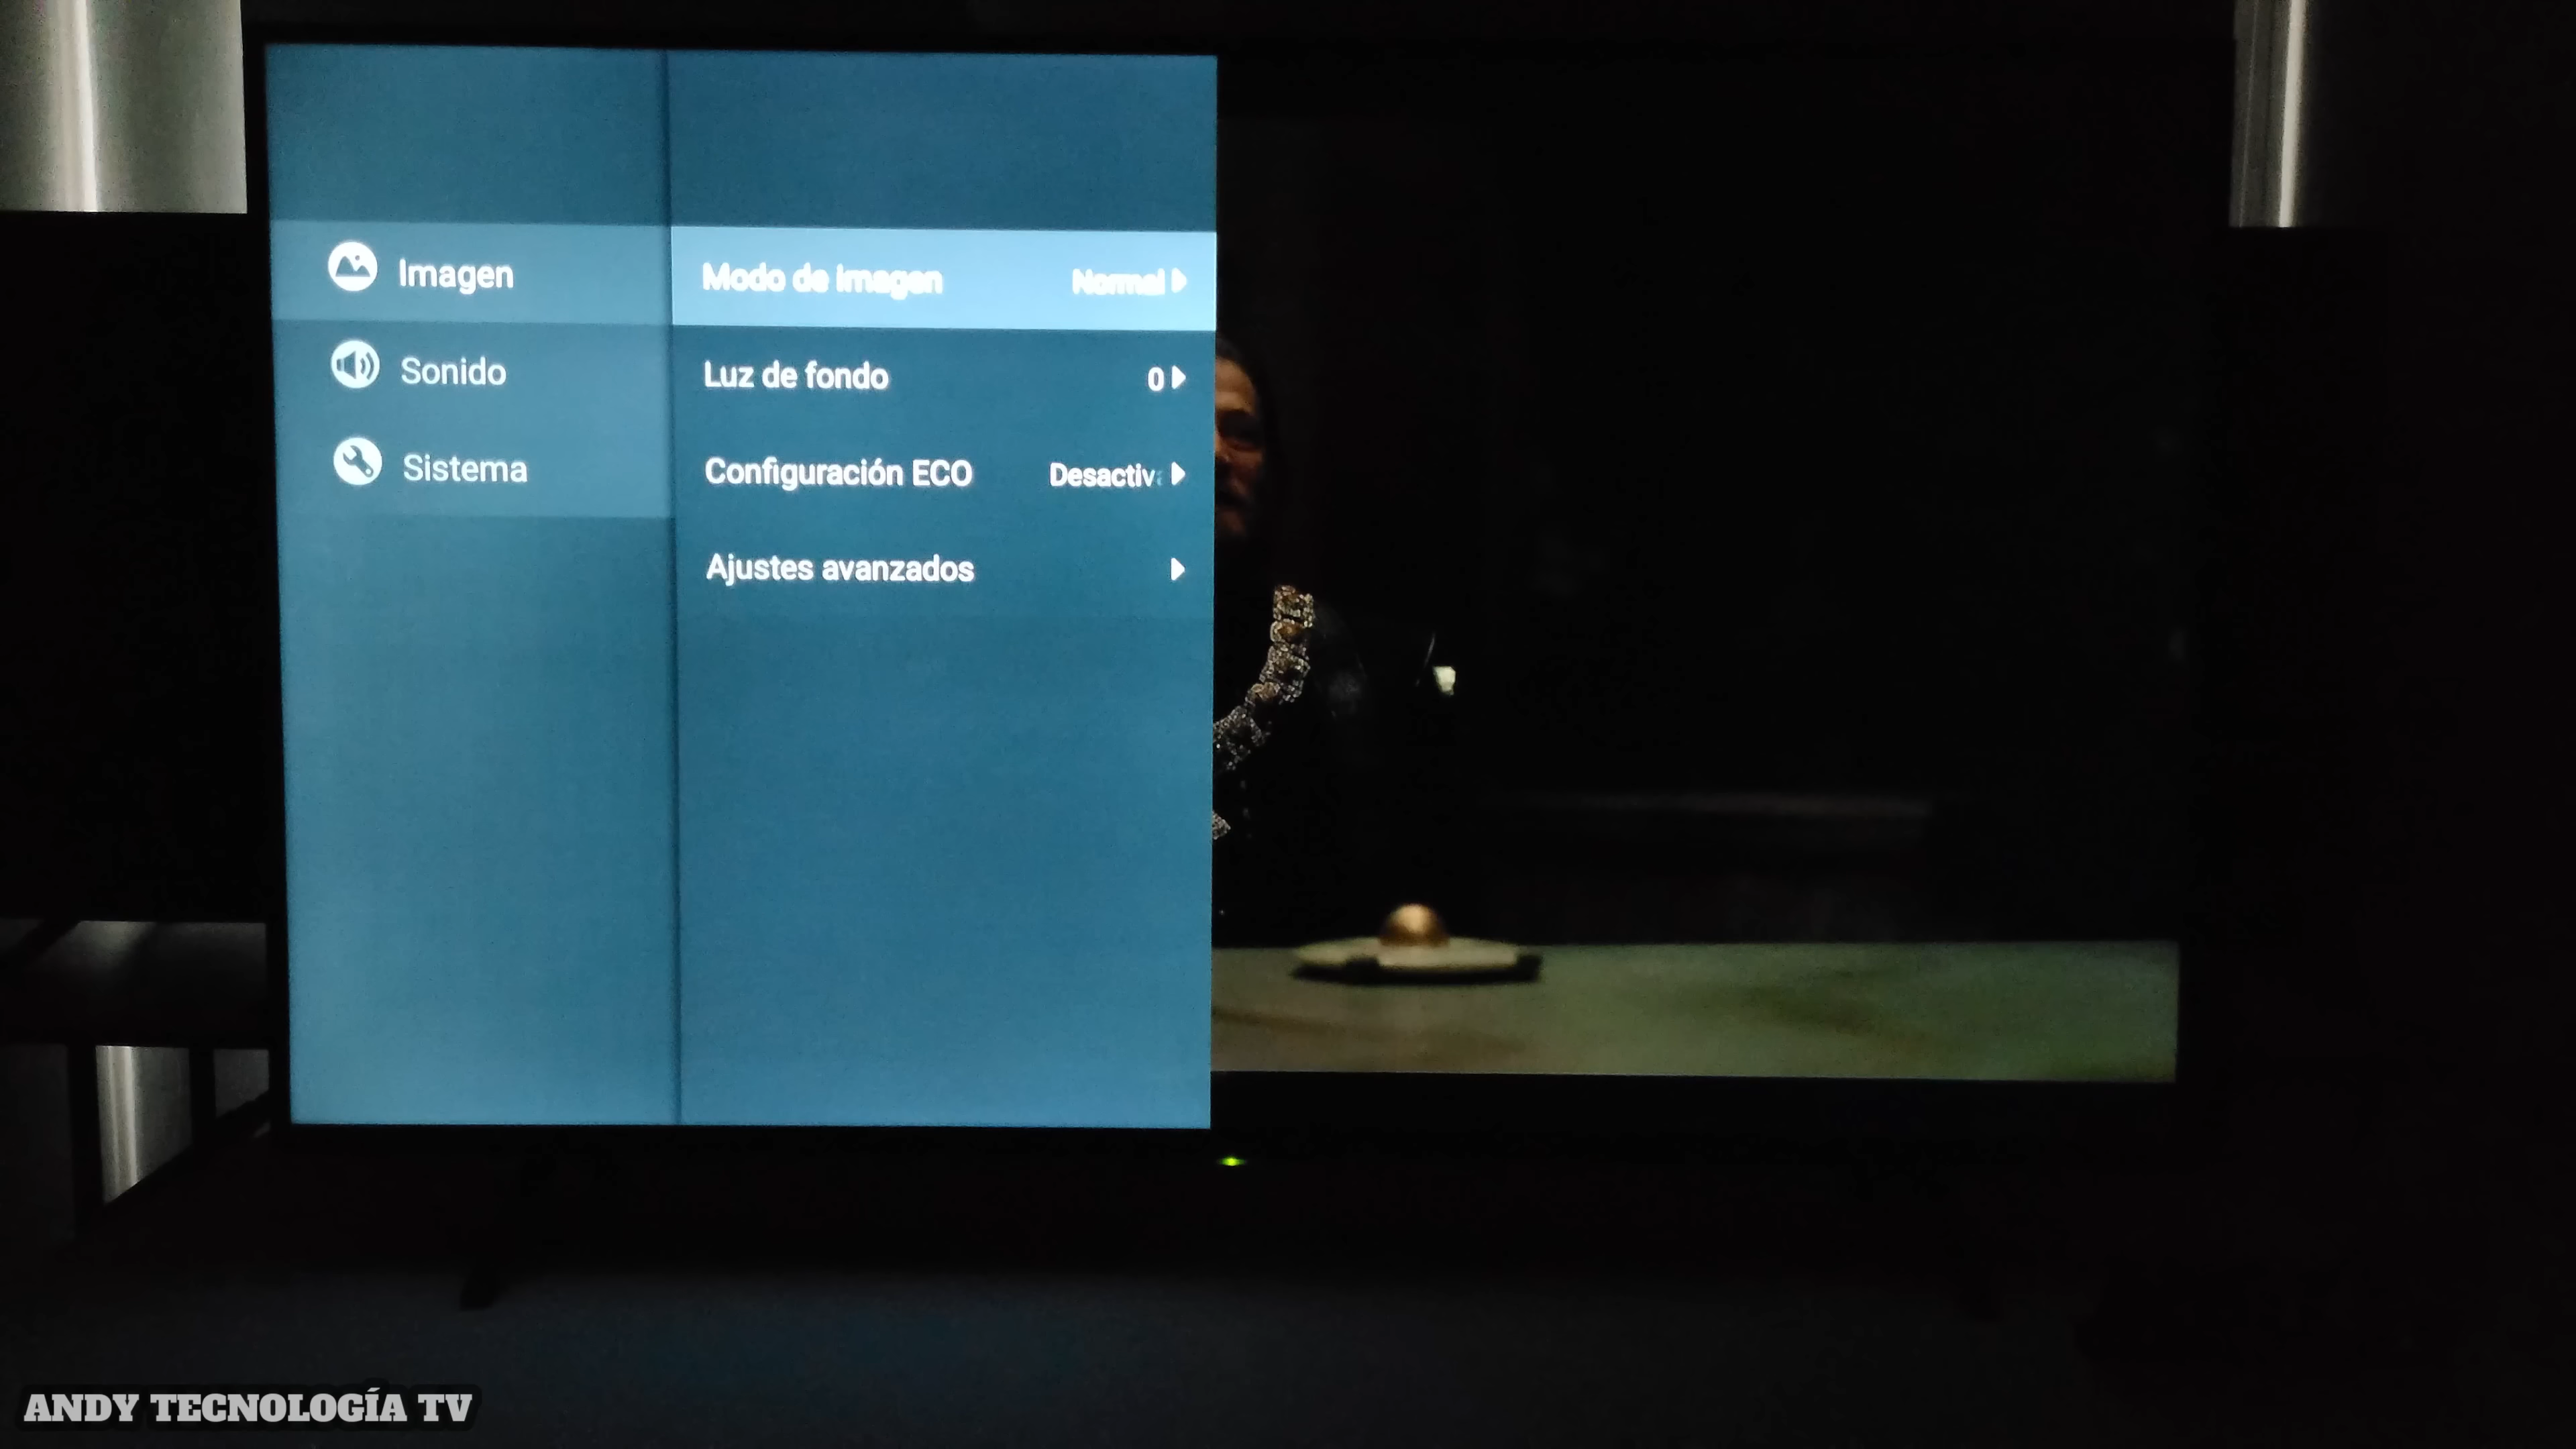 Imagen
Sonido
Sistema
Modo de imagen Normal
Luz de fondo 0
Configuración ECO Desactiv
Ajustes avanzados
ANDY TECNOLOGÍA TV